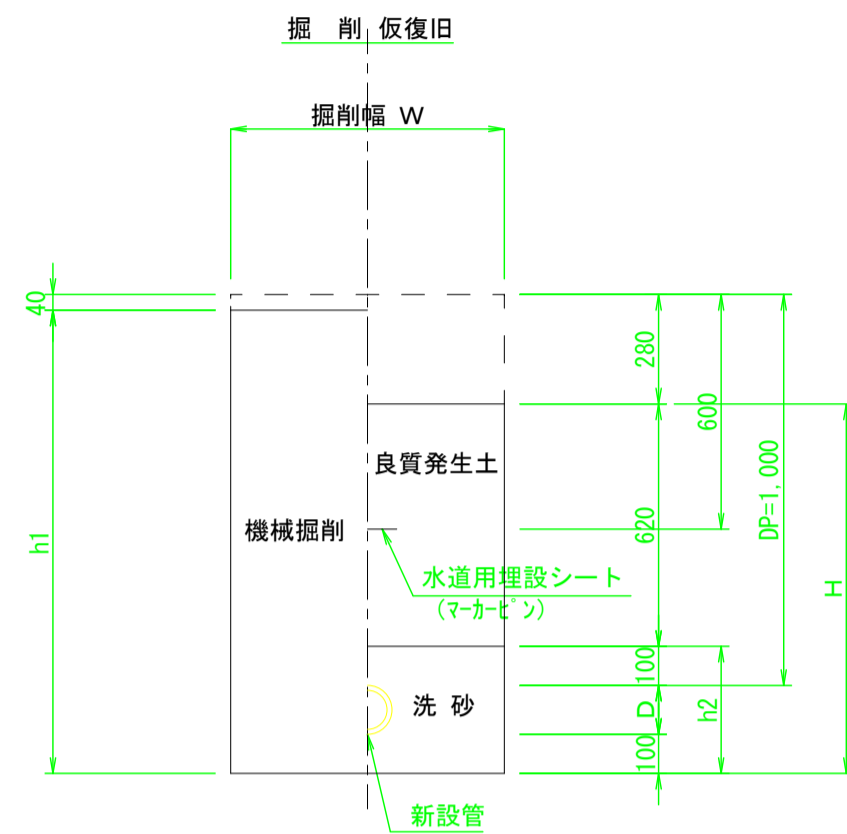 掘 削 仮復旧
掘削幅 W
40
280
600
良質発生土
DP=1,000
機械掘削
620
h1
水道用埋設シート
(マーカーピン)
H
100
洗 砂
D
h2
100
新設管